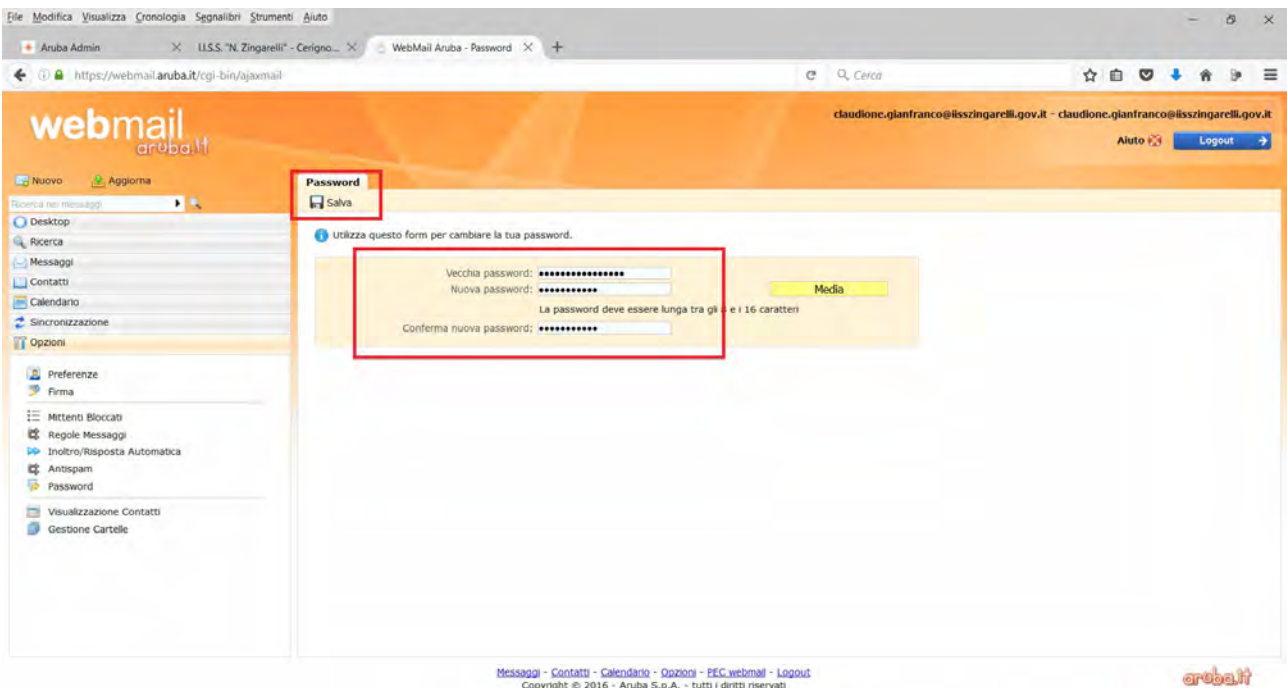 File Modifica Visualizza Cronologia Segnalibri Strumenti Aiuto
Aruba Admin
I.I.S.S. "N. Zingarelli" - Cerigno...
WebMail Aruba - Password
https://webmail.aruba.it/cgi-bin/ajaxmail
Cerca
webmail
aruba.it
claudione.gianfranco@iisszingarelli.gov.it - claudione.gianfranco@iisszingarelli.gov.it
Aiuto
Logout
Nuovo
Aggiorna
Ricerca nei messaggi
Desktop
Ricerca
Messaggi
Contatti
Calendario
Sincronizzazione
Opzioni
Preferenze
Firma
Mittenti Bloccati
Regole Messaggi
Inoltro/Risposta Automatica
Antispam
Password
Visualizzazione Contatti
Gestione Cartelle
Password
Salva
Utilizza questo form per cambiare la tua password.
Vecchia password: ••••••••••••••••
Nuova password: •••••••••••
Media
La password deve essere lunga tra gli e i 16 caratteri
Conferma nuova password: •••••••••••
Messaggi - Contatti - Calendario - Opzioni - PEC webmail - Logout
Copyright © 2016 - Aruba S.p.A. - tutti i diritti riservati
aruba.it